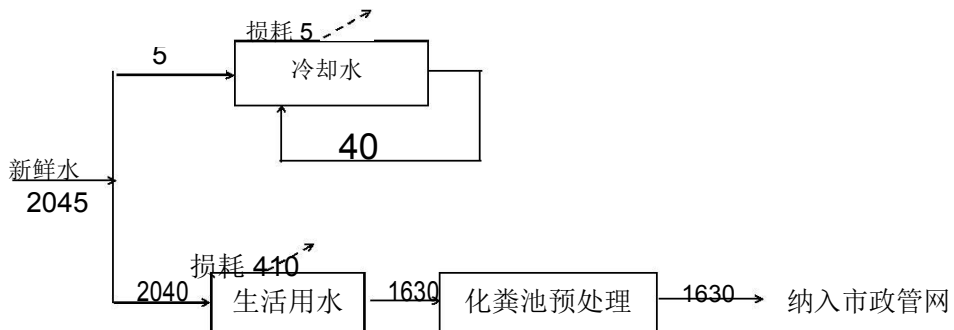 损耗 5
5
冷却水
40
新鲜水
2045
损耗 410
2040
生活用水
1630
化粪池预处理
1630
纳入市政管网